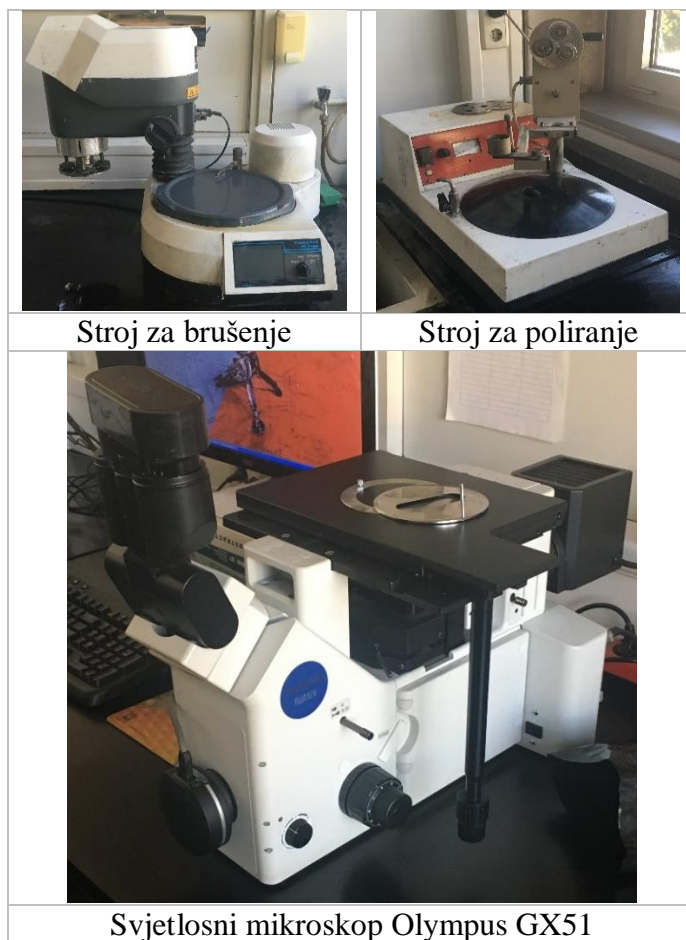 Stroj za brušenje
Stroj za poliranje
Svjetlosni mikroskop Olympus GX51